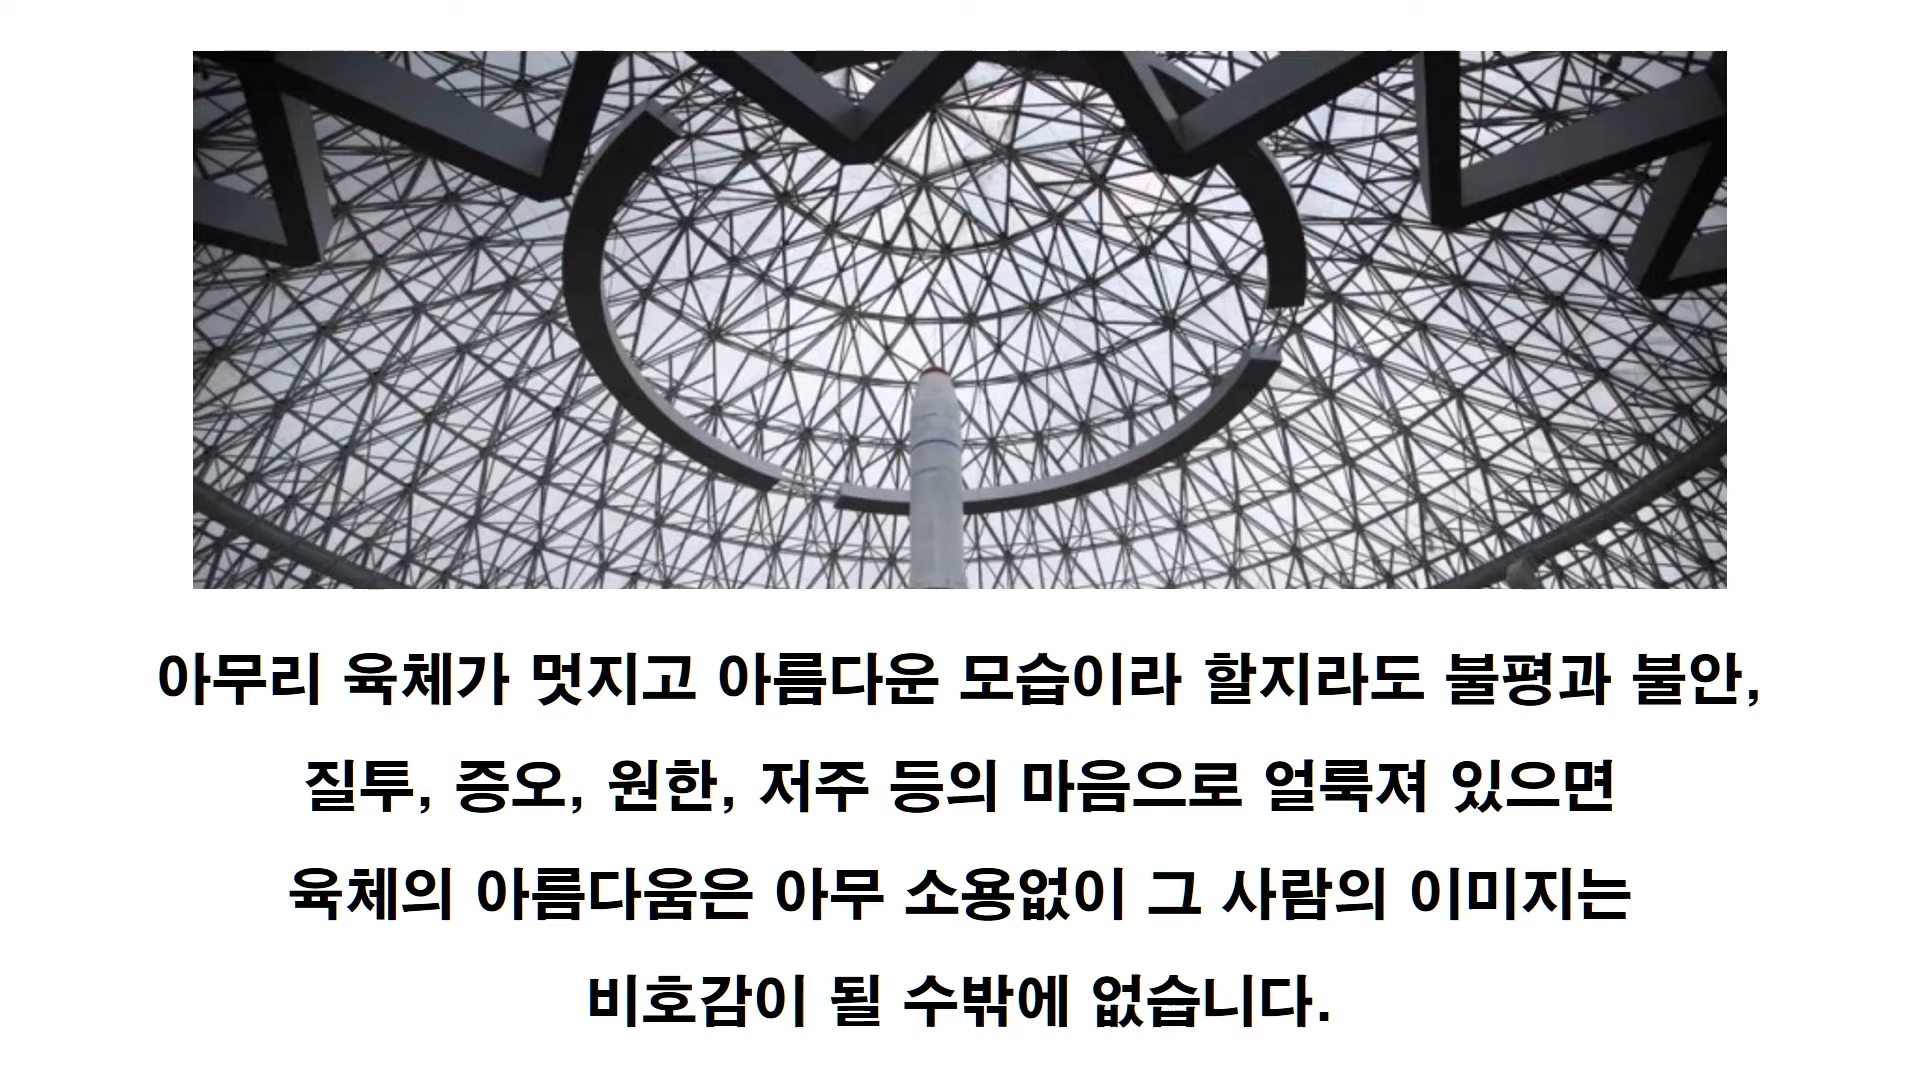 아무리 육체가 멋지고 아름다운 모습이라 할지라도 불평과 불안,
질투, 증오, 원한, 저주 등의 마음으로 얼룩져 있으면
육체의 아름다움은 아무 소용없이 그 사람의 이미지는
비호감이 될 수밖에 없습니다.